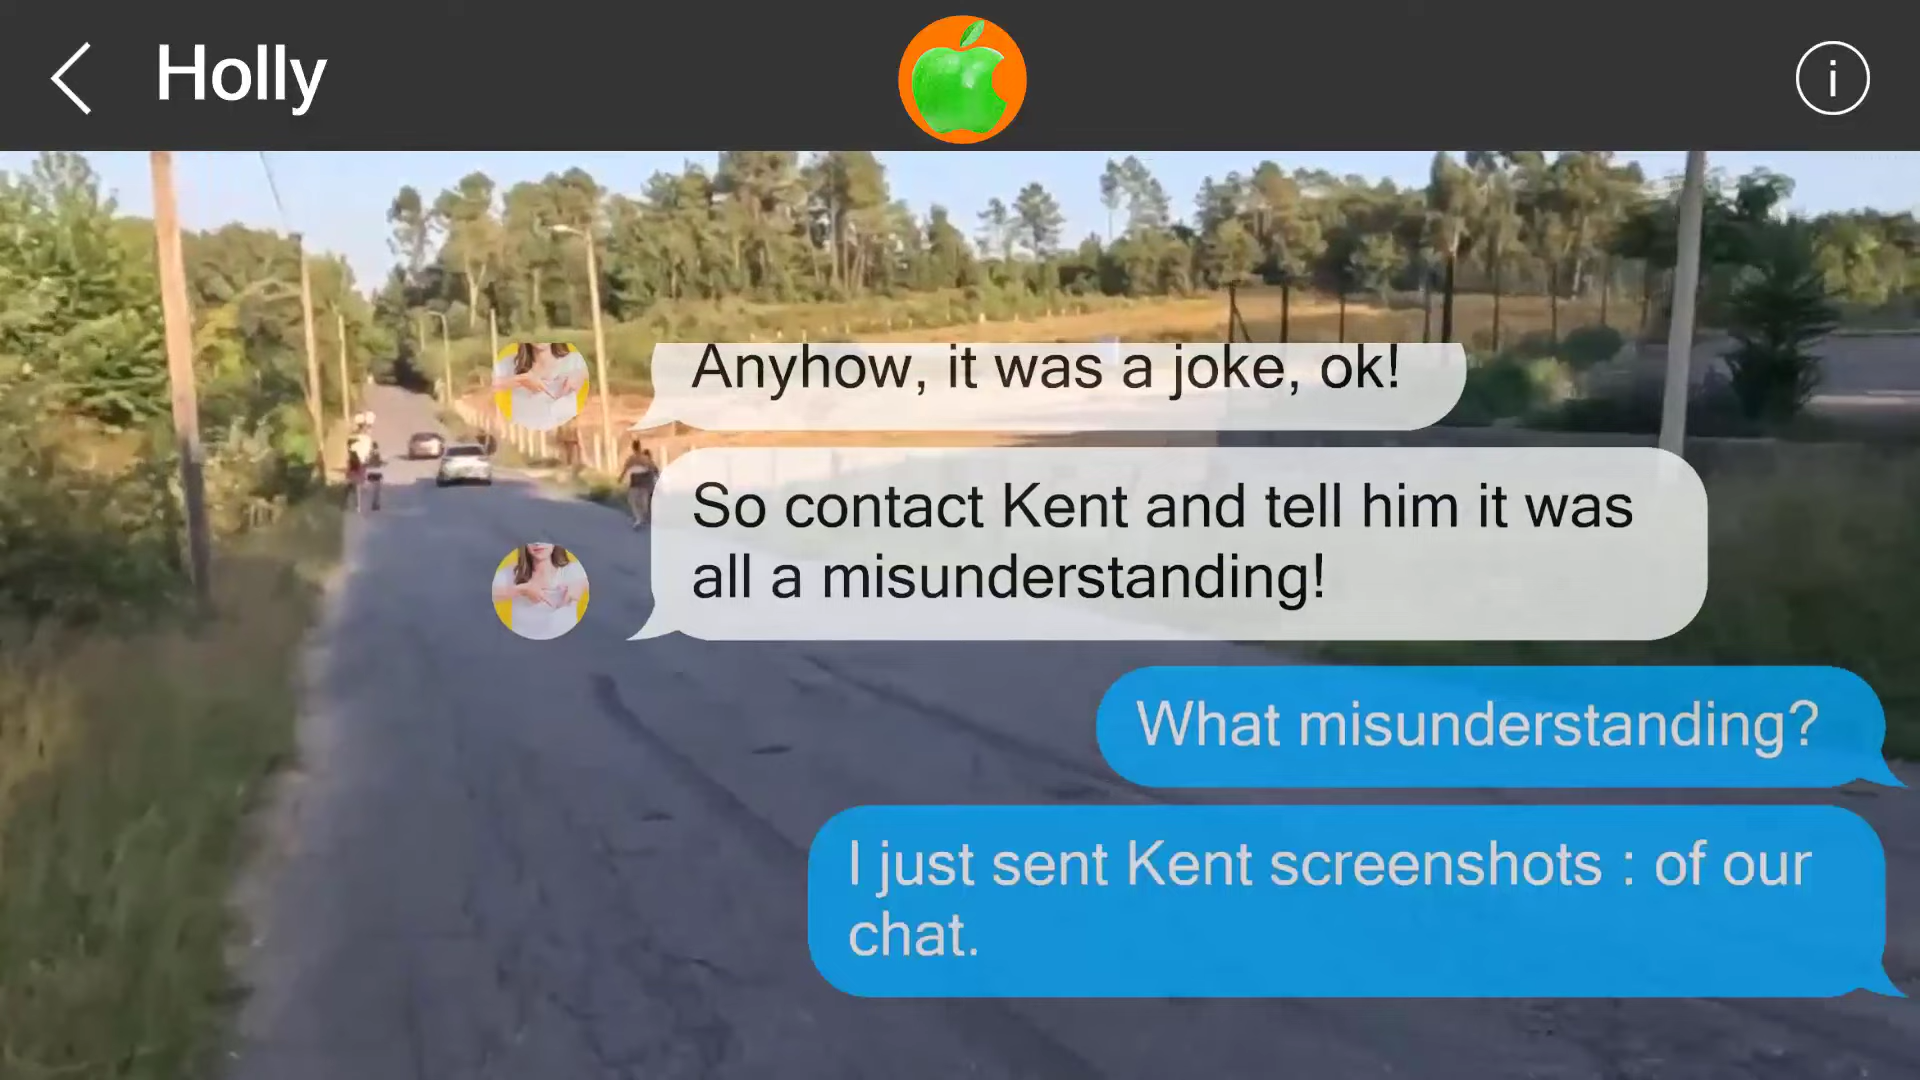 Holly
i
Anyhow, it was a joke, ok!
So contact Kent and tell him it was
all a misunderstanding!
What misunderstanding?
I just sent Kent screenshots : of our
chat.